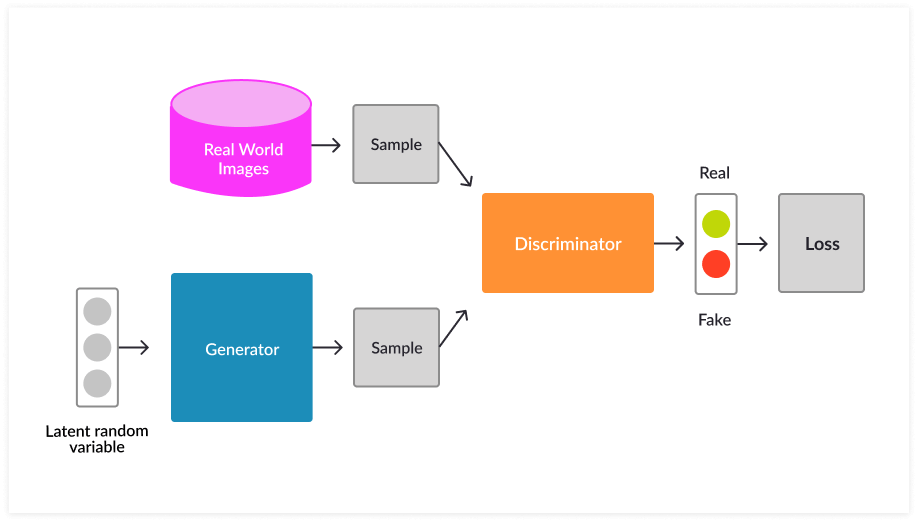 Real World
Images
Sample
Real
Discriminator
Loss
Fake
Generator
Sample
Latent random
variable